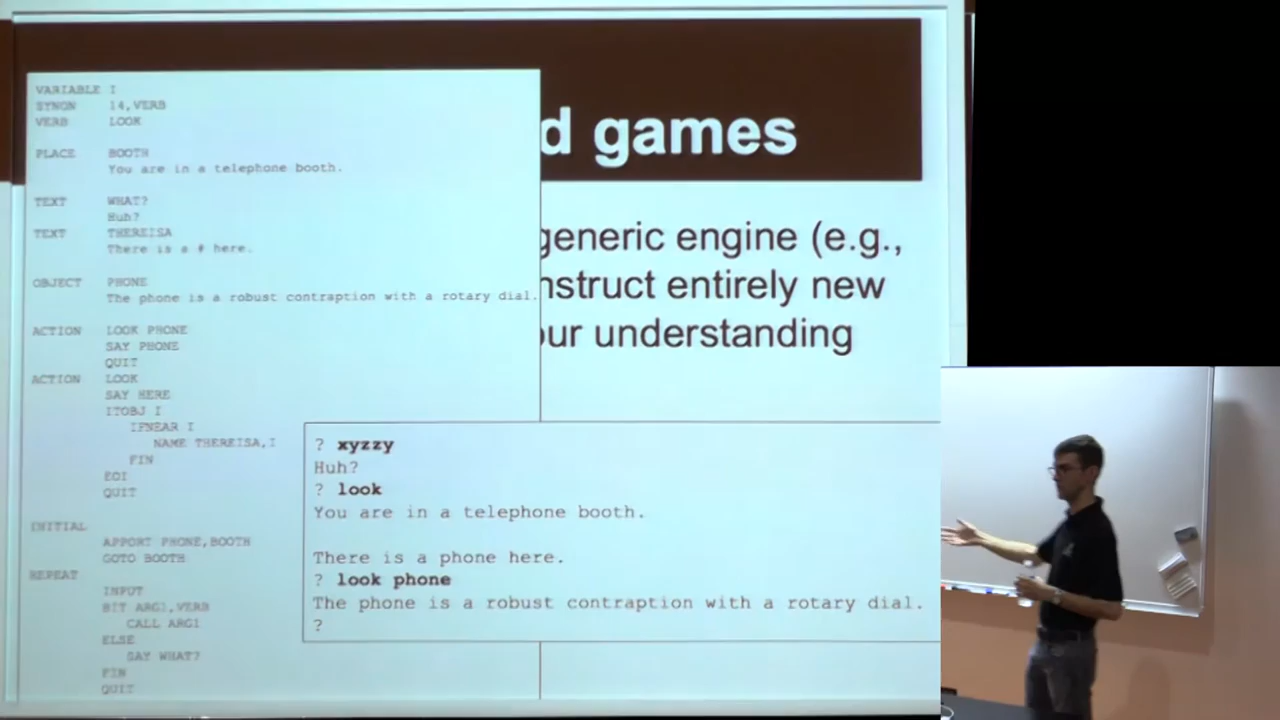 d games
generic engine (e.g.,
nstruct entirely new
our understanding
VARIABLE I
SYNON 14,VERB
VERB LOOK
PLACE BOOTH
You are in a telephone booth.
TEXT WHAT?
Huh?
TEXT THEREISA
There is a # here.
OBJECT PHONE
The phone is a robust contraption with a rotary dial.
ACTION LOOK PHONE
SAY PHONE
QUIT
ACTION LOOK
SAY HERE
ITOBJ I
IFNEAR I
NAME THEREISA,I
FIN
EOI
QUIT
INITIAL
APPORT PHONE,BOOTH
GOTO BOOTH
REPEAT
INPUT
BIT ARG1,VERB
CALL ARG1
ELSE
SAY WHAT?
FIN
QUIT
? xyzzy
Huh?
? look
You are in a telephone booth.
There is a phone here.
? look phone
The phone is a robust contraption with a rotary dial.
?